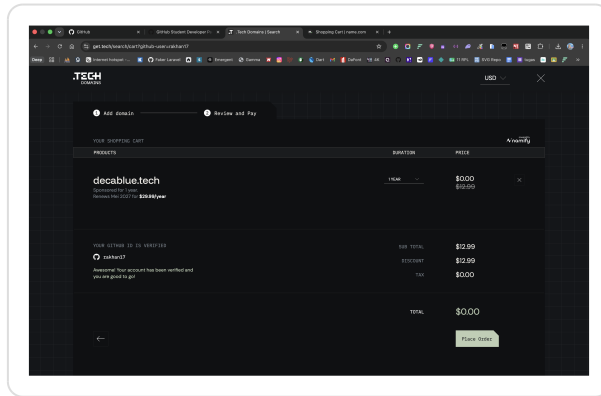 GitHub
GitHub Student Developer Pa
.Tech Domains | Search
Shopping Cart | name.com
get.tech/search/cart?github-user=rakhan17
.TECH
DOMAINS
USD
1 Add domain
2 Review and Pay
YOUR SHOPPING CART
namify
PRODUCTS
DURATION
PRICE
decablue.tech
Sponsored for 1 year
Renews Mei 2027 for $29.99/year
1 YEAR
$0.00
$12.99
YOUR GITHUB ID IS VERIFIED
rakhan17
Awesome! Your account has been verified and
you are good to go!
SUB TOTAL
$12.99
DISCOUNT
$12.99
TAX
$0.00
TOTAL
$0.00
Place Order